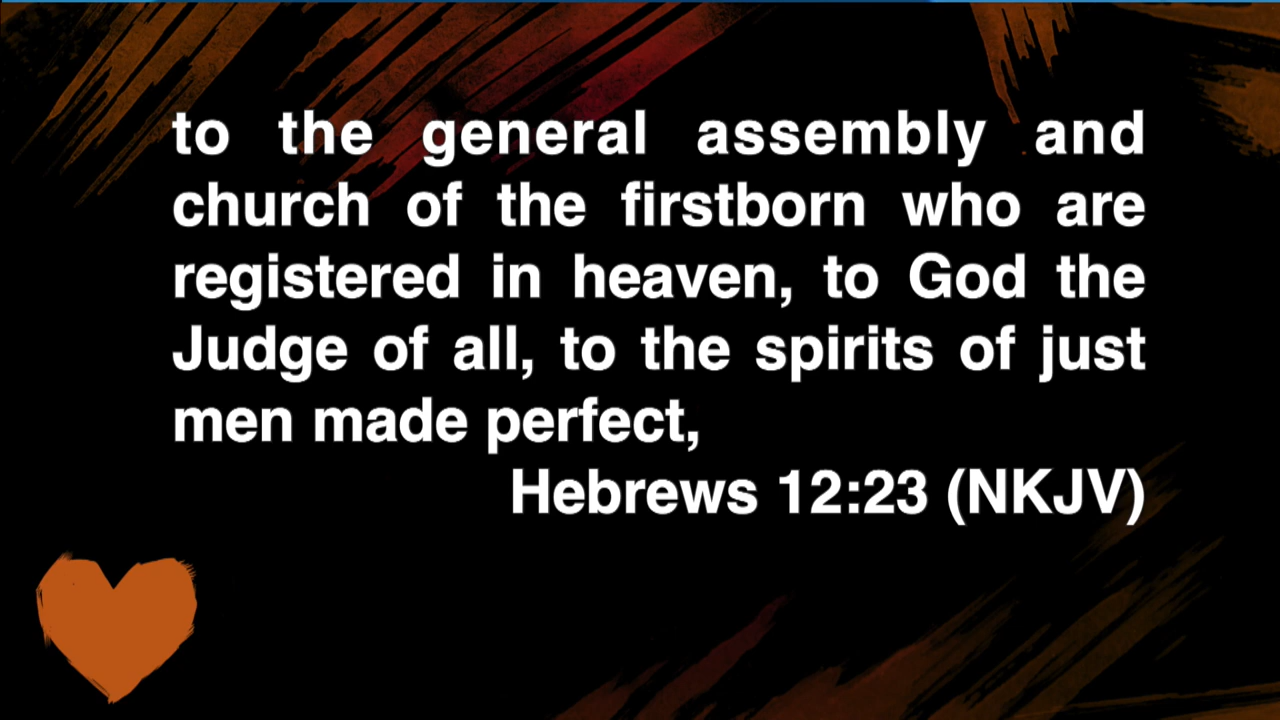 to the general assembly and
church of the firstborn who are
registered in heaven, to God the
Judge of all, to the spirits of just
men made perfect,
Hebrews 12:23 (NKJV)